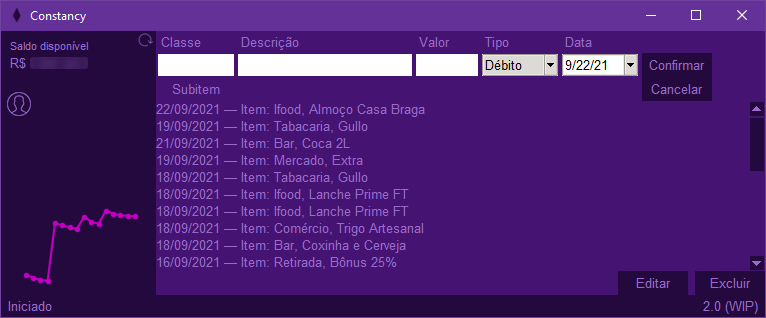 Constancy
Saldo disponível
R$
Classe Descrição Valor Tipo Data
Débito 9/22/21 Confirmar
Subitem Cancelar
22/09/2021 — Item: Ifood, Almoço Casa Braga
19/09/2021 — Item: Tabacaria, Gullo
21/09/2021 — Item: Bar, Coca 2L
19/09/2021 — Item: Mercado, Extra
18/09/2021 — Item: Tabacaria, Gullo
18/09/2021 — Item: Ifood, Lanche Prime FT
18/09/2021 — Item: Ifood, Lanche Prime FT
18/09/2021 — Item: Comércio, Trigo Artesanal
18/09/2021 — Item: Bar, Coxinha e Cerveja
16/09/2021 — Item: Retirada, Bônus 25%
Editar Excluir
Iniciado 2.0 (WIP)